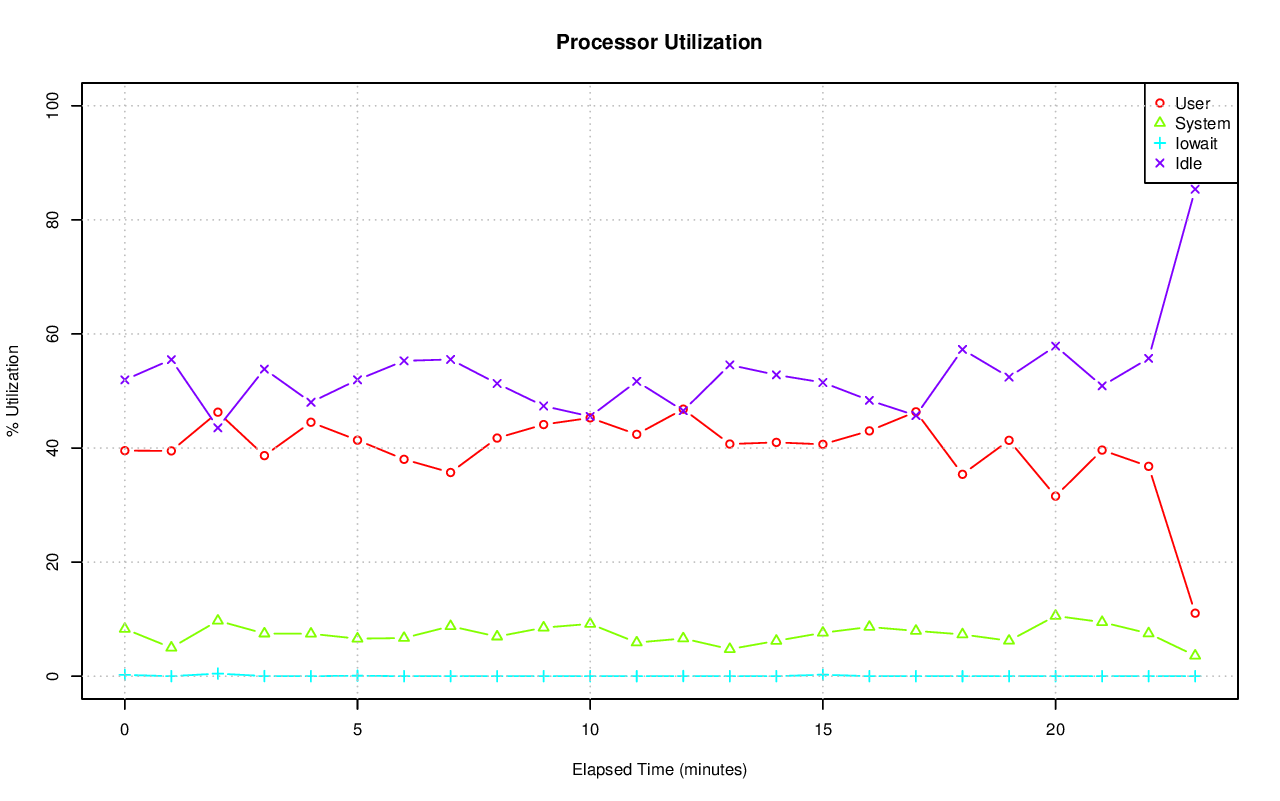 Processor Utilization
% Utilization
100
80
60
40
20
0
User
System
Iowait
Idle
0 5 10 15 20
Elapsed Time (minutes)